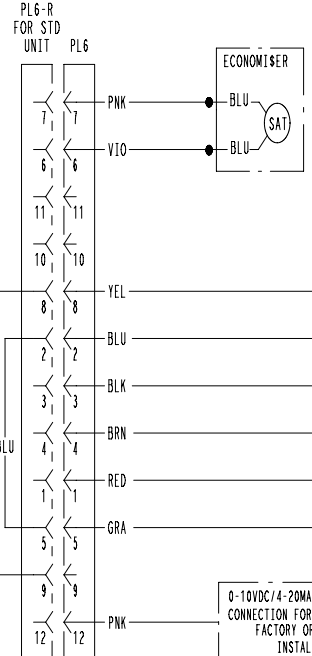 PL6-R
FOR STD
UNIT PL6
ECONOMI$ER
7 7 PNK BLU
SAT
6 6 VIO BLU
11 11
10 10
8 8 YEL
2 2 BLU
3 3 BLK
4 4 BRN
BLU
1 1 RED
5 5 GRA
9 9
0-10VDC/4-20MA
CONNECTION FOR
12 12 PNK
FACTORY OR
INSTAL